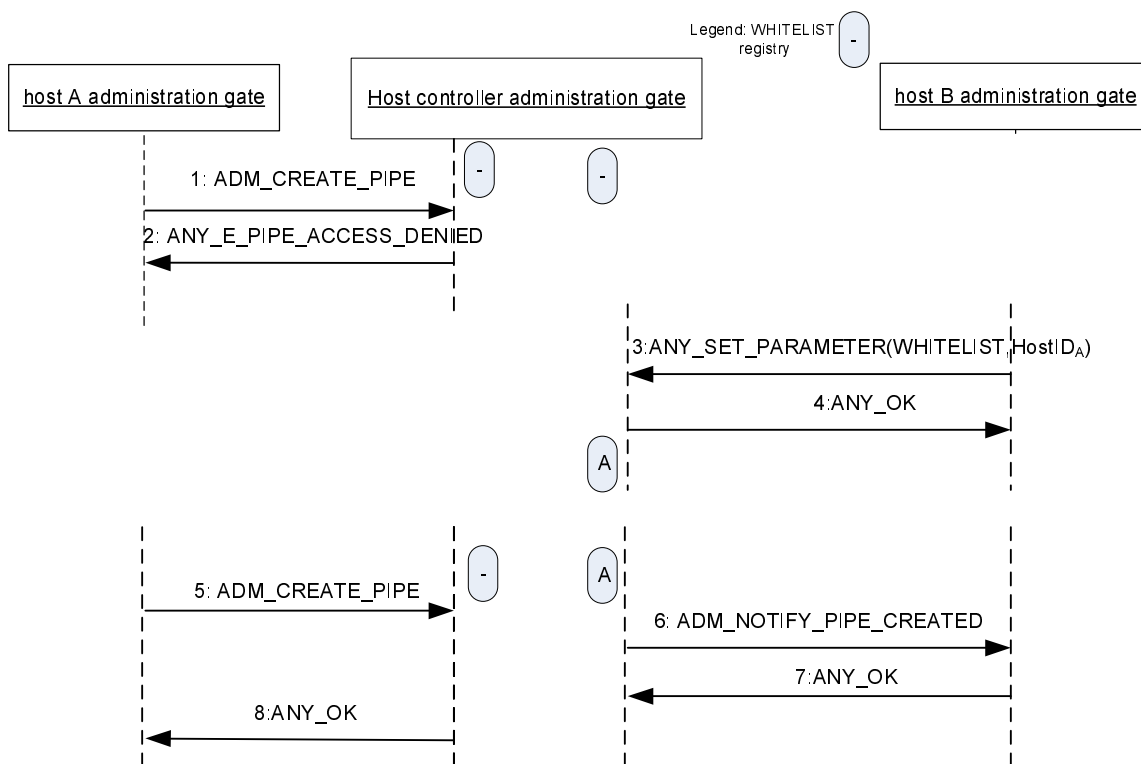 Legend: WHITELIST
registry
-
host A administration gate
Host controller administration gate
host B administration gate
-
-
1: ADM_CREATE_PIPE
2: ANY_E_PIPE_ACCESS_DENIED
3:ANY_SET_PARAMETER(WHITELIST,HostIDA)
4:ANY_OK
A
-
A
5: ADM_CREATE_PIPE
6: ADM_NOTIFY_PIPE_CREATED
7:ANY_OK
8:ANY_OK